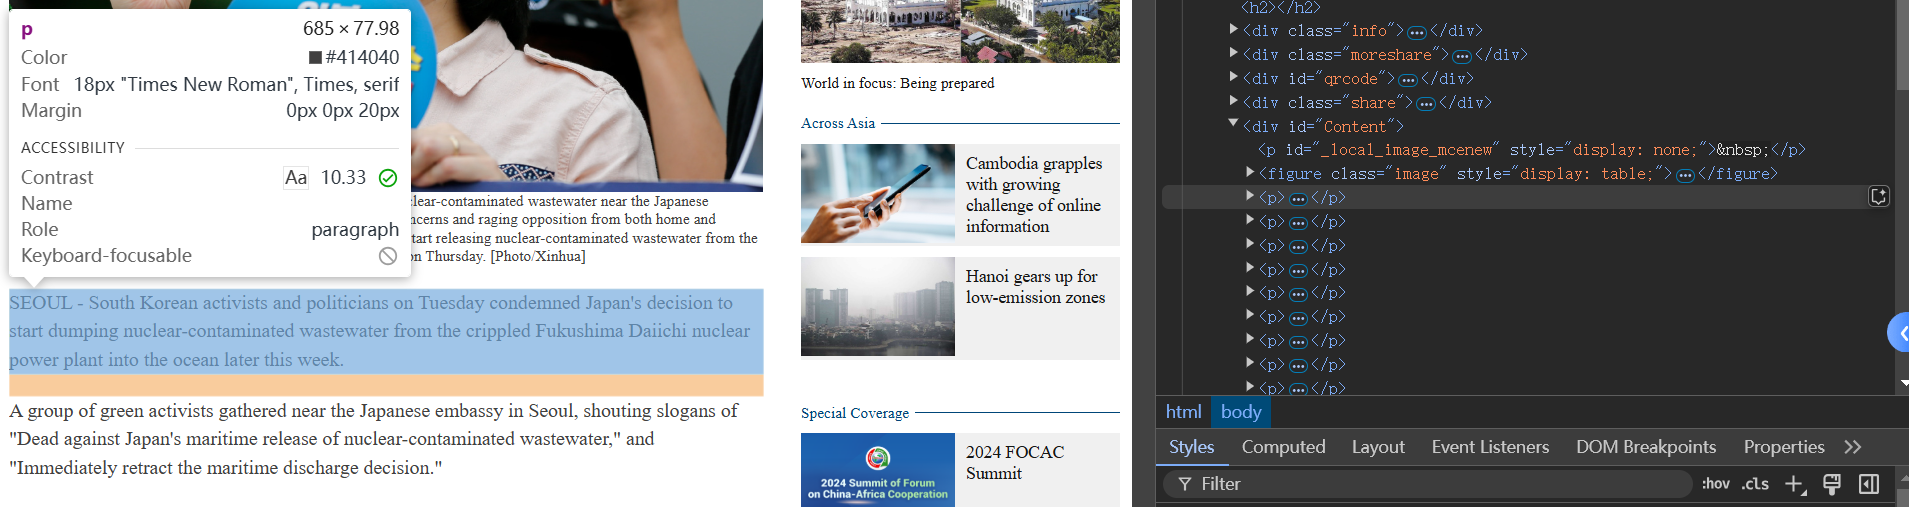 p 685 × 77.98
Color #414040
Font 18px "Times New Roman", Times, serif
Margin 0px 0px 20px
ACCESSIBILITY
Contrast Aa 10.33
Name
Role paragraph
Keyboard-focusable
clear-contaminated wastewater near the Japanese
ncerns and raging opposition from both home and
tart releasing nuclear-contaminated wastewater from the
on Thursday. [Photo/Xinhua]
SEOUL - South Korean activists and politicians on Tuesday condemned Japan's decision to
start dumping nuclear-contaminated wastewater from the crippled Fukushima Daiichi nuclear
power plant into the ocean later this week.
A group of green activists gathered near the Japanese embassy in Seoul, shouting slogans of
"Dead against Japan's maritime release of nuclear-contaminated wastewater," and
"Immediately retract the maritime discharge decision."
World in focus: Being prepared
Across Asia
Cambodia grapples
with growing
challenge of online
information
Hanoi gears up for
low-emission zones
Special Coverage
2024 Summit of Forum
on China-Africa Cooperation
2024 FOCAC
Summit
<h2></h2>
<div class="info">…</div>
<div class="moreshare">…</div>
<div id="qrcode">…</div>
<div class="share">…</div>
<div id="Content">
<p id="_local_image_mcenew" style="display: none;">&nbsp;</p>
<figure class="image" style="display: table;">…</figure>
<p>…</p>
<p>…</p>
<p>…</p>
<p>…</p>
<p>…</p>
<p>…</p>
<p>…</p>
<p>…</p>
<p>…</p>
html body
Styles Computed Layout Event Listeners DOM Breakpoints Properties
Filter :hov .cls